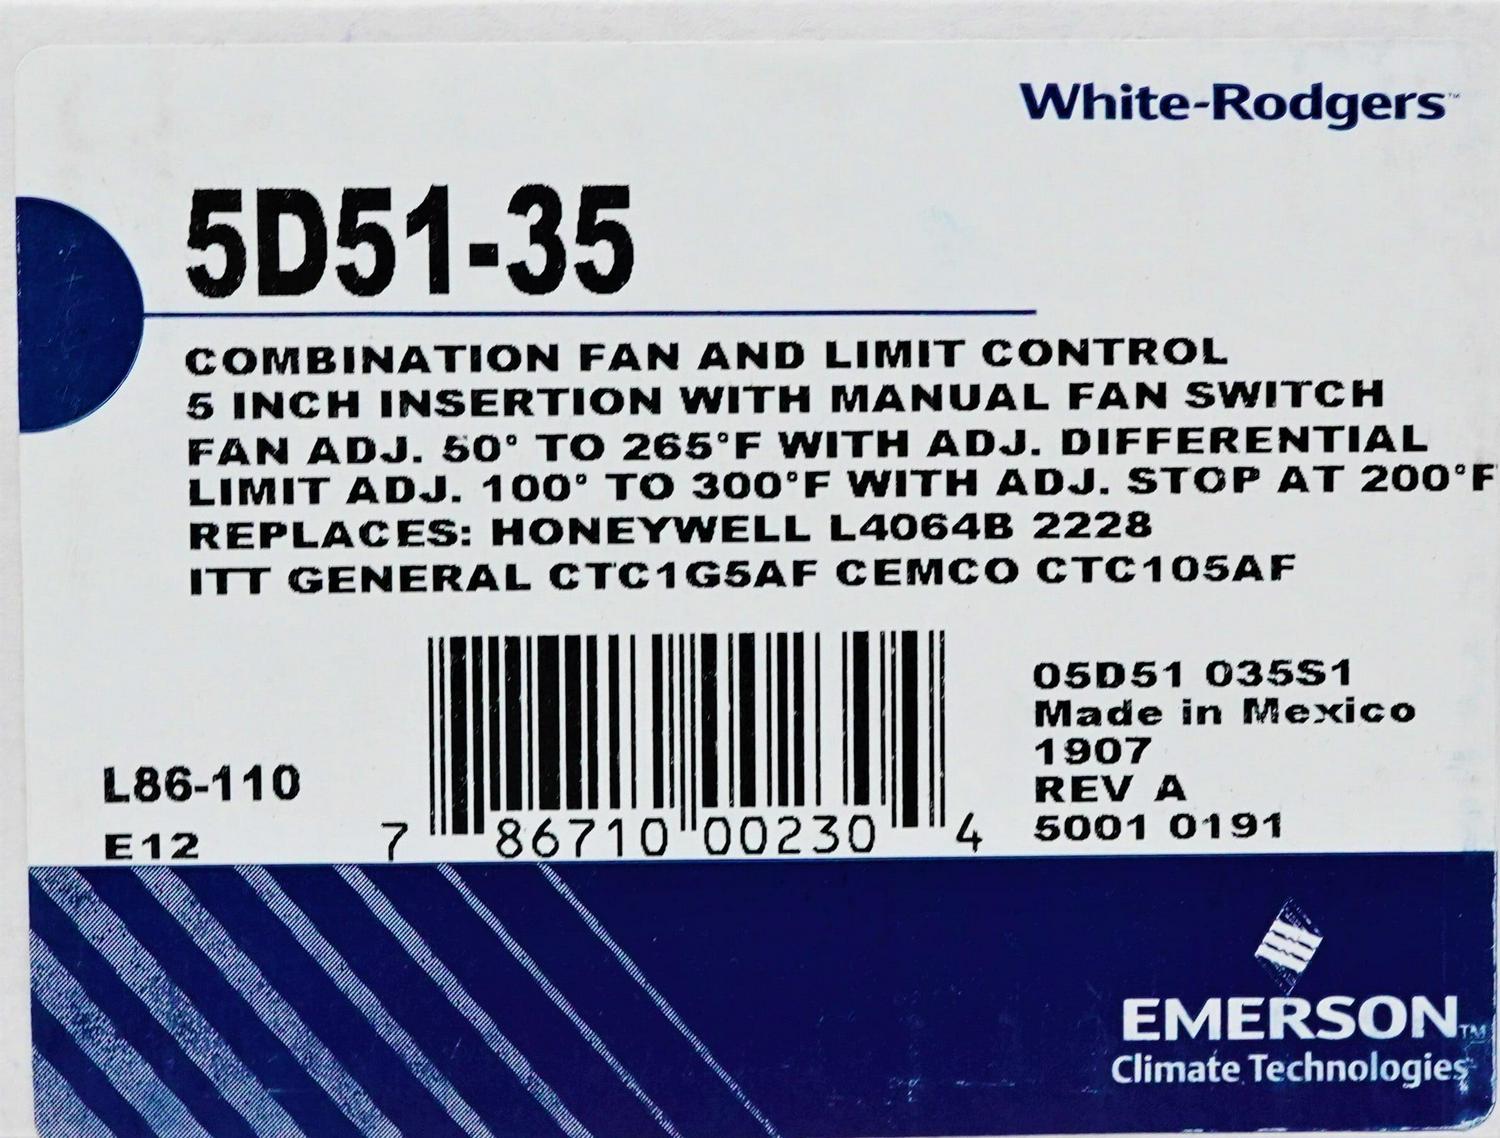 White-Rodgers™
5D51-35
COMBINATION FAN AND LIMIT CONTROL
5 INCH INSERTION WITH MANUAL FAN SWITCH
FAN ADJ. 50° TO 265°F WITH ADJ. DIFFERENTIAL
LIMIT ADJ. 100° TO 300°F WITH ADJ. STOP AT 200°F
REPLACES: HONEYWELL L4064B 2228
ITT GENERAL CTC1G5AF CEMCO CTC105AF
05D51 035S1
Made in Mexico
1907
REV A
5001 0191
L86-110
E12
7 86710 00230 4
EMERSON™
Climate Technologies